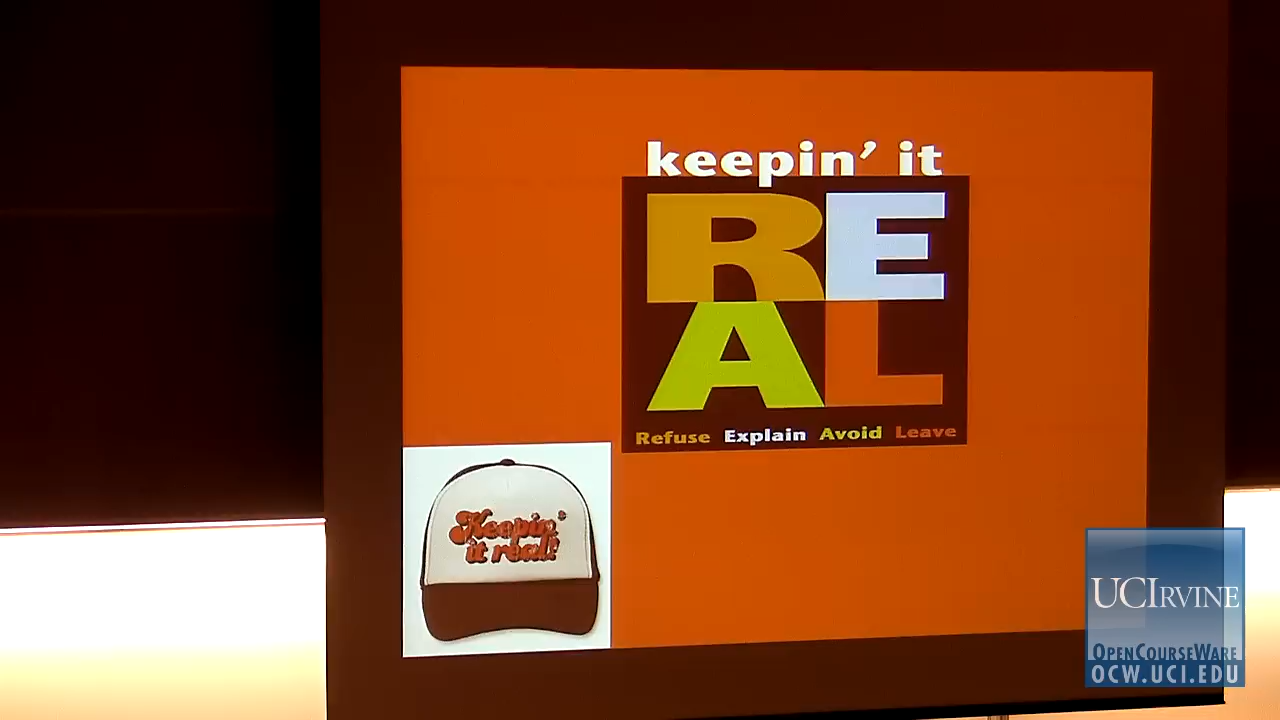 keepin' it
RE
AL
Refuse Explain Avoid Leave
Keepin'
it real!
UCIRVINE
OPENCOURSEWARE
OCW.UCI.EDU